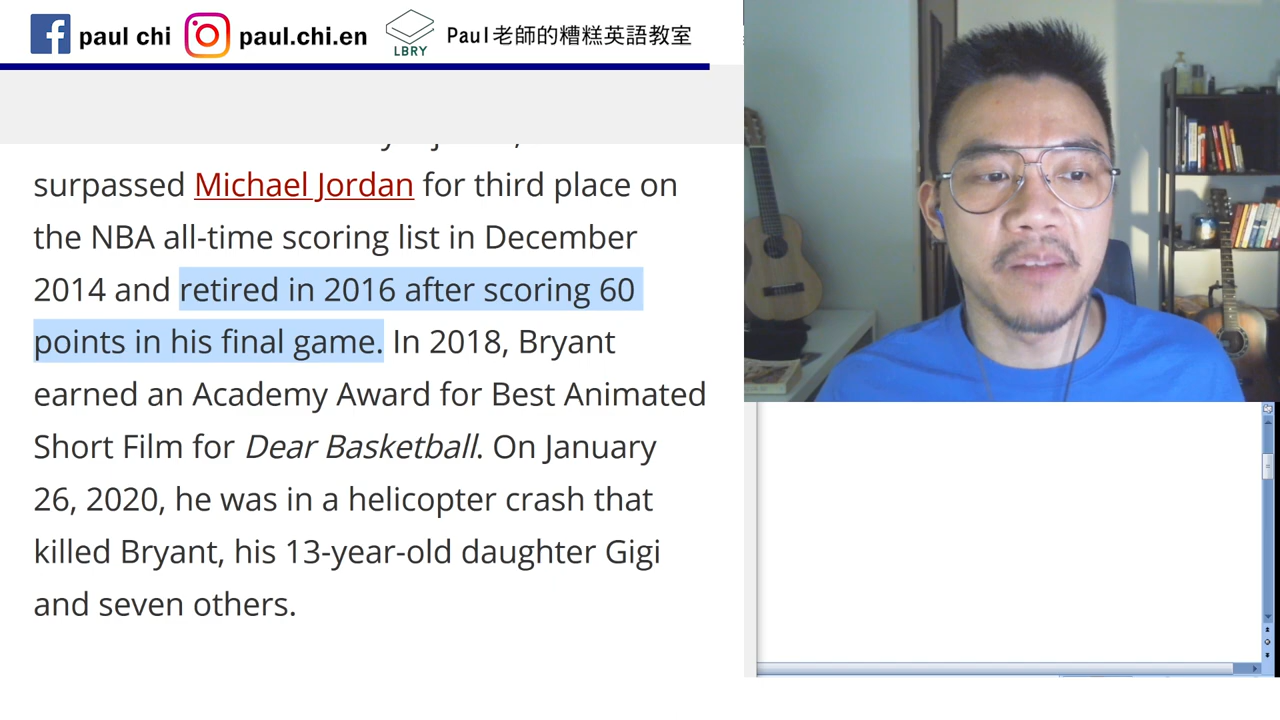 paul chi
paul.chi.en
LBRY
Paul老師的糟糕英語教室
surpassed Michael Jordan for third place on
the NBA all-time scoring list in December
2014 and retired in 2016 after scoring 60
points in his final game. In 2018, Bryant
earned an Academy Award for Best Animated
Short Film for Dear Basketball. On January
26, 2020, he was in a helicopter crash that
killed Bryant, his 13-year-old daughter Gigi
and seven others.